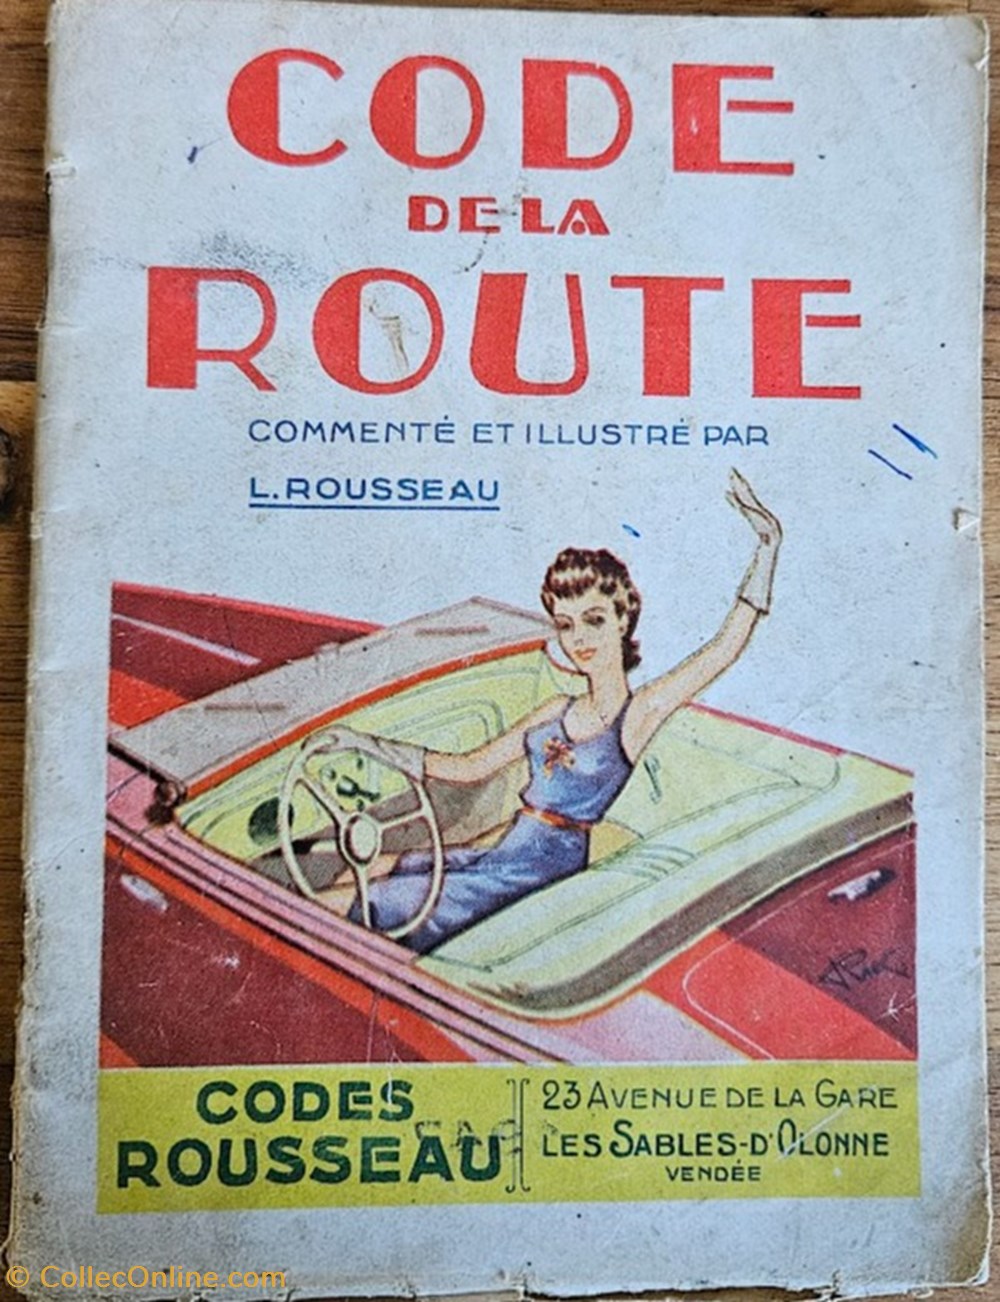 CODE
DE LA
ROUTE
COMMENTÉ ET ILLUSTRÉ PAR
L. ROUSSEAU
CODES
ROUSSEAU
23 AVENUE DE LA GARE
LES SABLES-D'OLONNE
VENDÉE
© CollecOnline.com